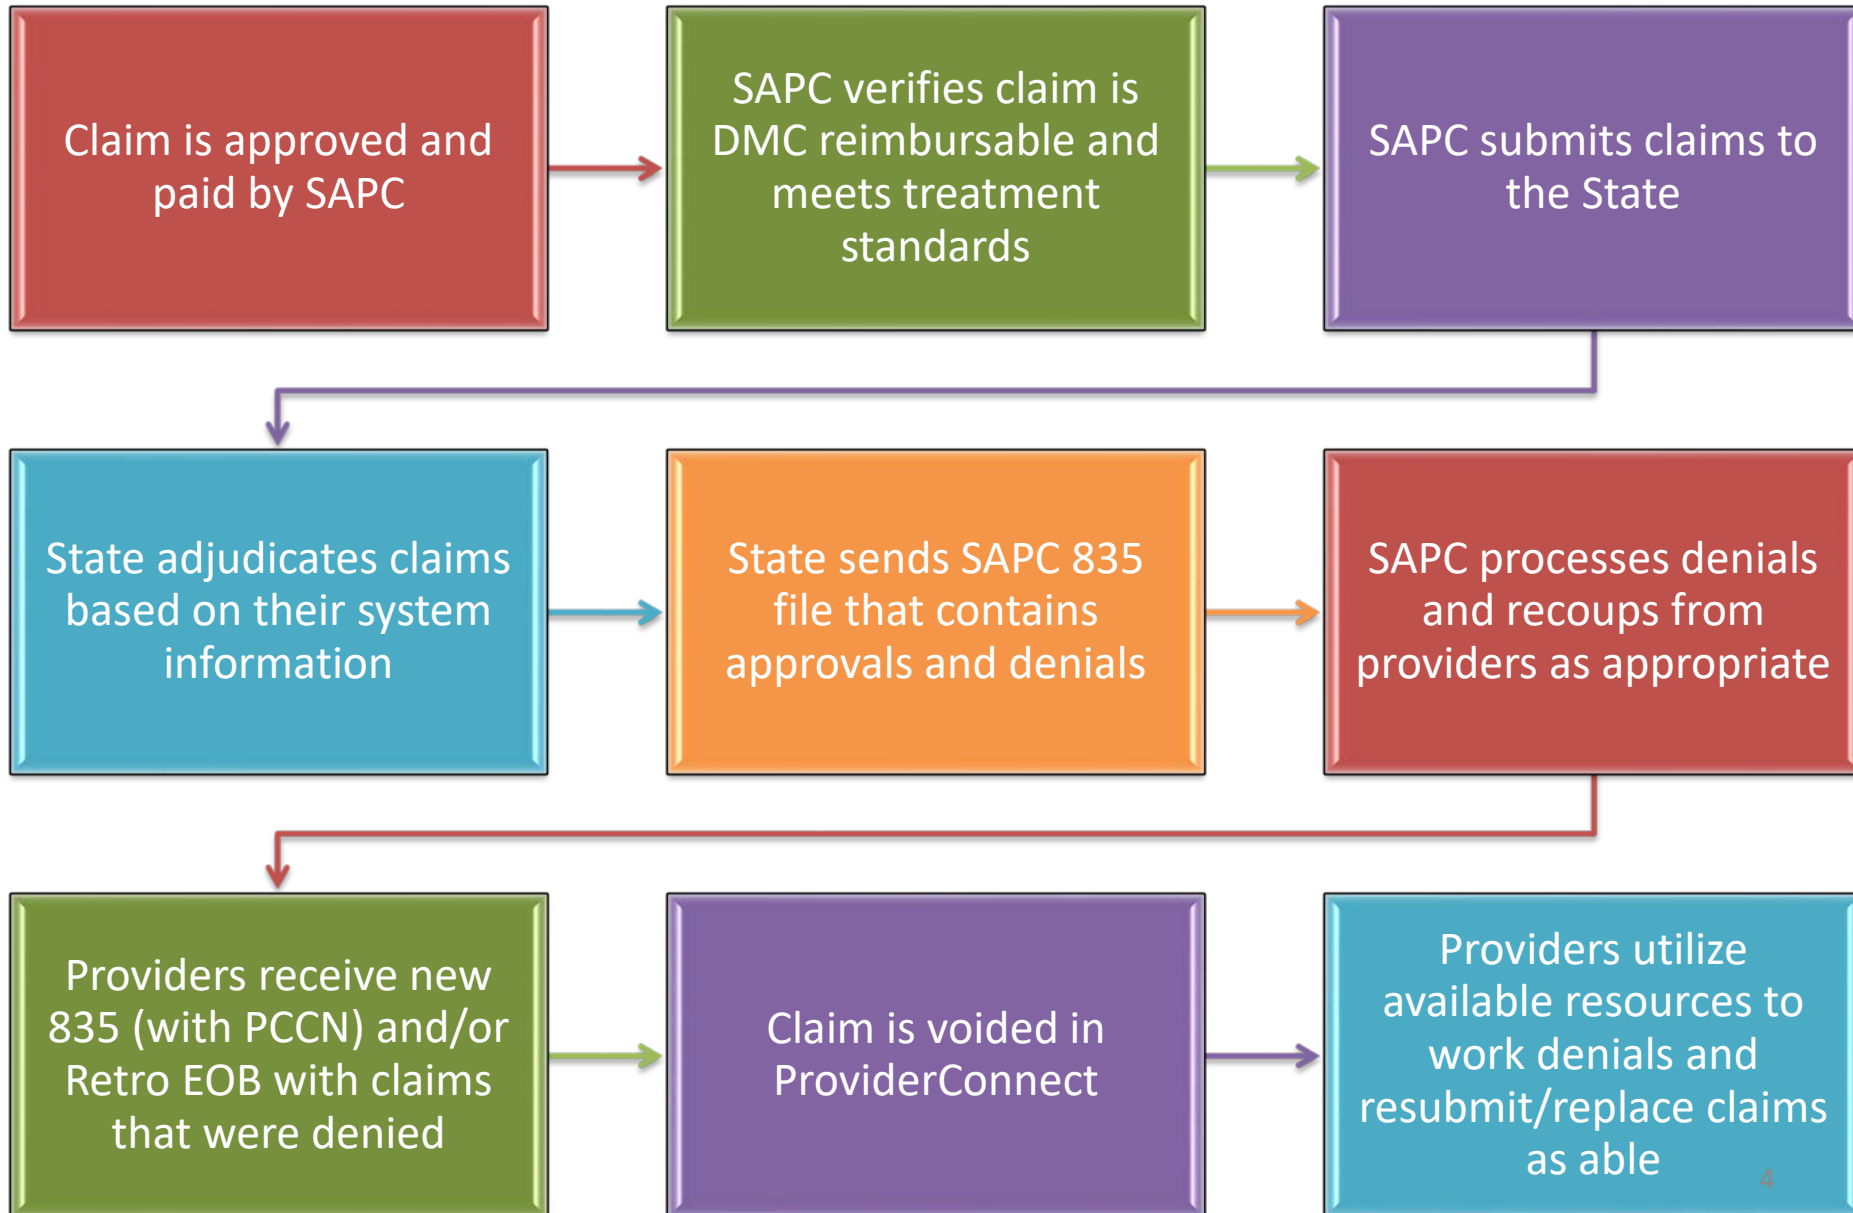 Claim is approved and
paid by SAPC
SAPC verifies claim is
DMC reimbursable and
meets treatment
standards
SAPC submits claims to
the State
State adjudicates claims
based on their system
information
State sends SAPC 835
file that contains
approvals and denials
SAPC processes denials
and recoups from
providers as appropriate
Providers receive new
835 (with PCCN) and/or
Retro EOB with claims
that were denied
Claim is voided in
ProviderConnect
Providers utilize
available resources to
work denials and
resubmit/replace claims
as able
4